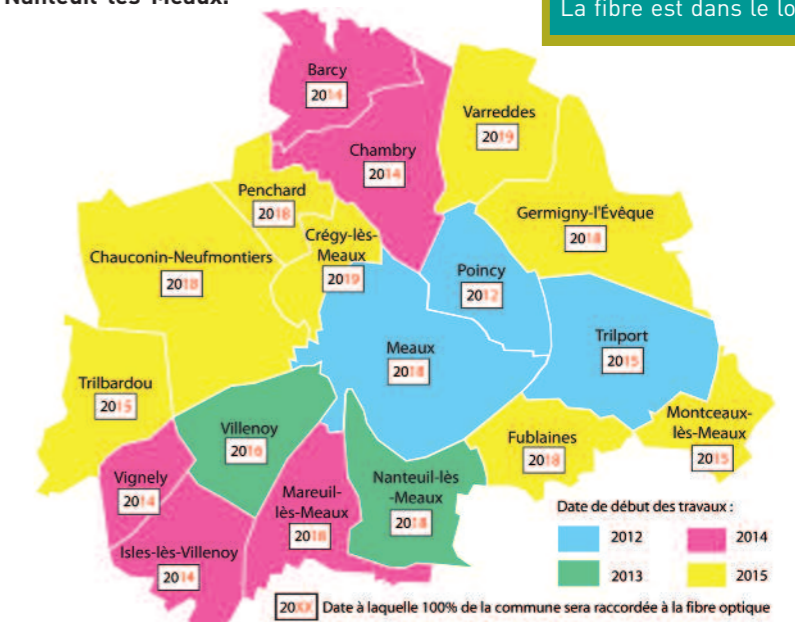 Nanteuil-lès-Meaux.
La fibre est dans le lo
Barcy
2014
Chambry
2014
Varreddes
2019
Penchard
2018
Germigny-l'Évêque
2018
Crégy-lès-
Meaux
2019
Chauconin-Neufmontiers
2018
Poincy
2012
Meaux
2018
Trilport
2015
Trilbardou
2015
Villenoy
2016
Fublaines
2018
Montceaux-
lès-Meaux
2015
Vignely
2014
Mareuil-
lès-Meaux
2018
Nanteuil-lès
-Meaux
2018
Isles-lès-Villenoy
2014
Date de début des travaux :
2012
2014
2013
2015
20XX Date à laquelle 100% de la commune sera raccordée à la fibre optique